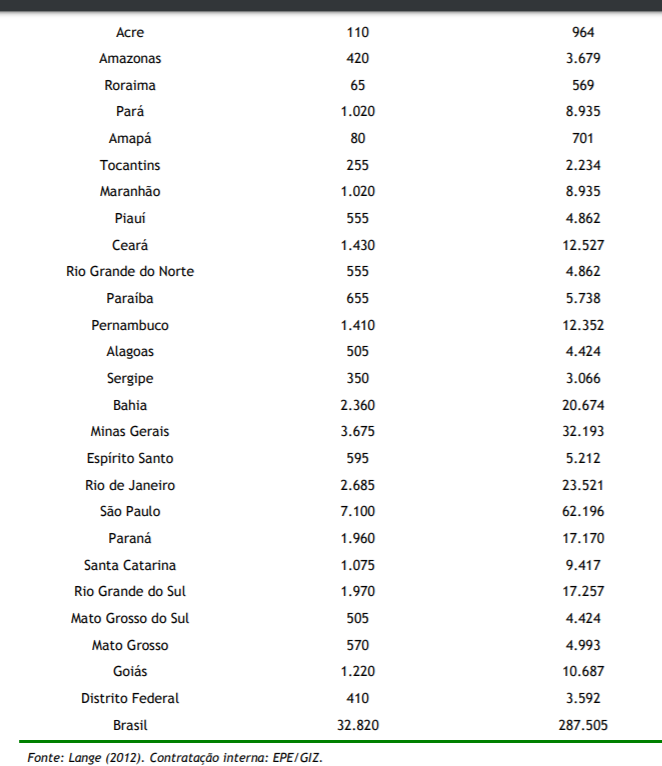 Acre 110 964
Amazonas 420 3.679
Roraima 65 569
Pará 1.020 8.935
Amapá 80 701
Tocantins 255 2.234
Maranhão 1.020 8.935
Piauí 555 4.862
Ceará 1.430 12.527
Rio Grande do Norte 555 4.862
Paraíba 655 5.738
Pernambuco 1.410 12.352
Alagoas 505 4.424
Sergipe 350 3.066
Bahia 2.360 20.674
Minas Gerais 3.675 32.193
Espírito Santo 595 5.212
Rio de Janeiro 2.685 23.521
São Paulo 7.100 62.196
Paraná 1.960 17.170
Santa Catarina 1.075 9.417
Rio Grande do Sul 1.970 17.257
Mato Grosso do Sul 505 4.424
Mato Grosso 570 4.993
Goiás 1.220 10.687
Distrito Federal 410 3.592
Brasil 32.820 287.505
Fonte: Lange (2012). Contratação interna: EPE/GIZ.